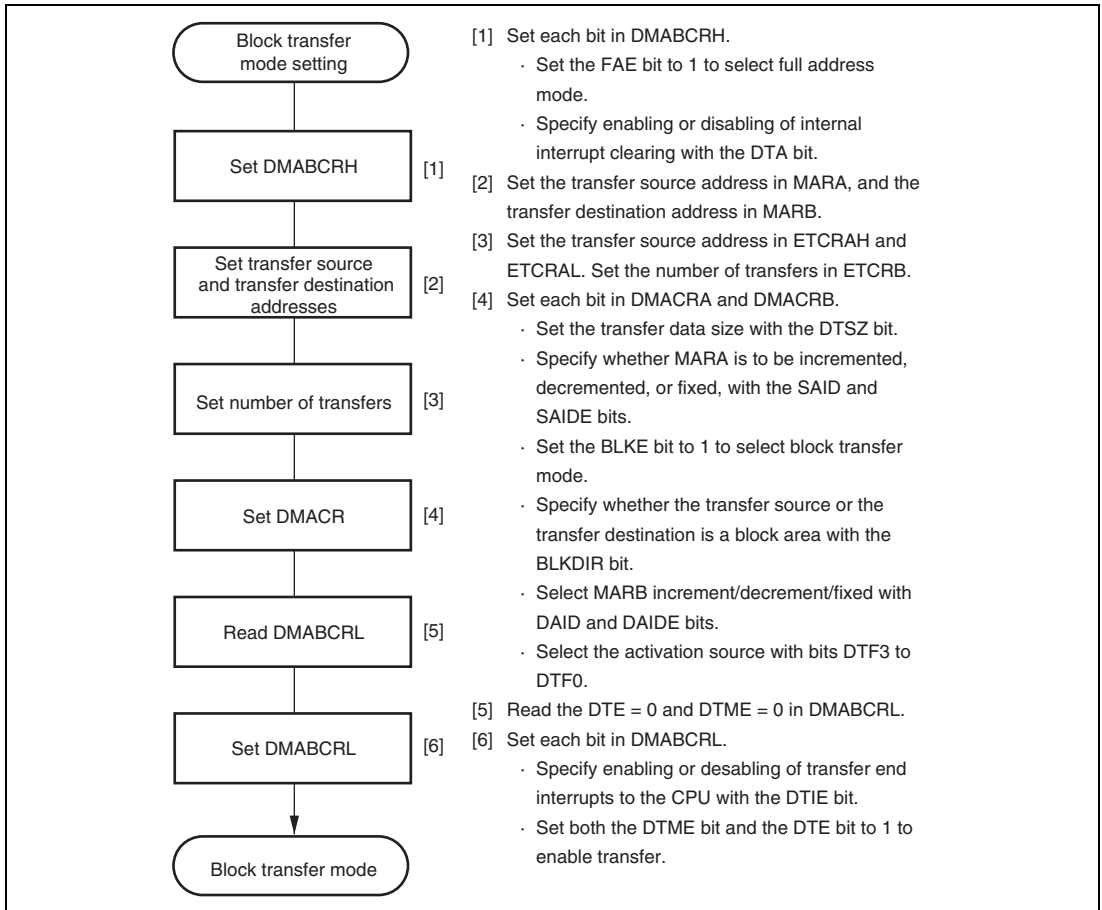 Block transfer
mode setting
Set DMABCRH
[1]
Set transfer source
and transfer destination
addresses
[2]
Set number of transfers
[3]
Set DMACR
[4]
Read DMABCRL
[5]
Set DMABCRL
[6]
Block transfer mode
[1] Set each bit in DMABCRH.
· Set the FAE bit to 1 to select full address
mode.
· Specify enabling or disabling of internal
interrupt clearing with the DTA bit.
[2] Set the transfer source address in MARA, and the
transfer destination address in MARB.
[3] Set the transfer source address in ETCRAH and
ETCRAL. Set the number of transfers in ETCRB.
[4] Set each bit in DMACRA and DMACRB.
· Set the transfer data size with the DTSZ bit.
· Specify whether MARA is to be incremented,
decremented, or fixed, with the SAID and
SAIDE bits.
· Set the BLKE bit to 1 to select block transfer
mode.
· Specify whether the transfer source or the
transfer destination is a block area with the
BLKDIR bit.
· Select MARB increment/decrement/fixed with
DAID and DAIDE bits.
· Select the activation source with bits DTF3 to
DTF0.
[5] Read the DTE = 0 and DTME = 0 in DMABCRL.
[6] Set each bit in DMABCRL.
· Specify enabling or desabling of transfer end
interrupts to the CPU with the DTIE bit.
· Set both the DTME bit and the DTE bit to 1 to
enable transfer.